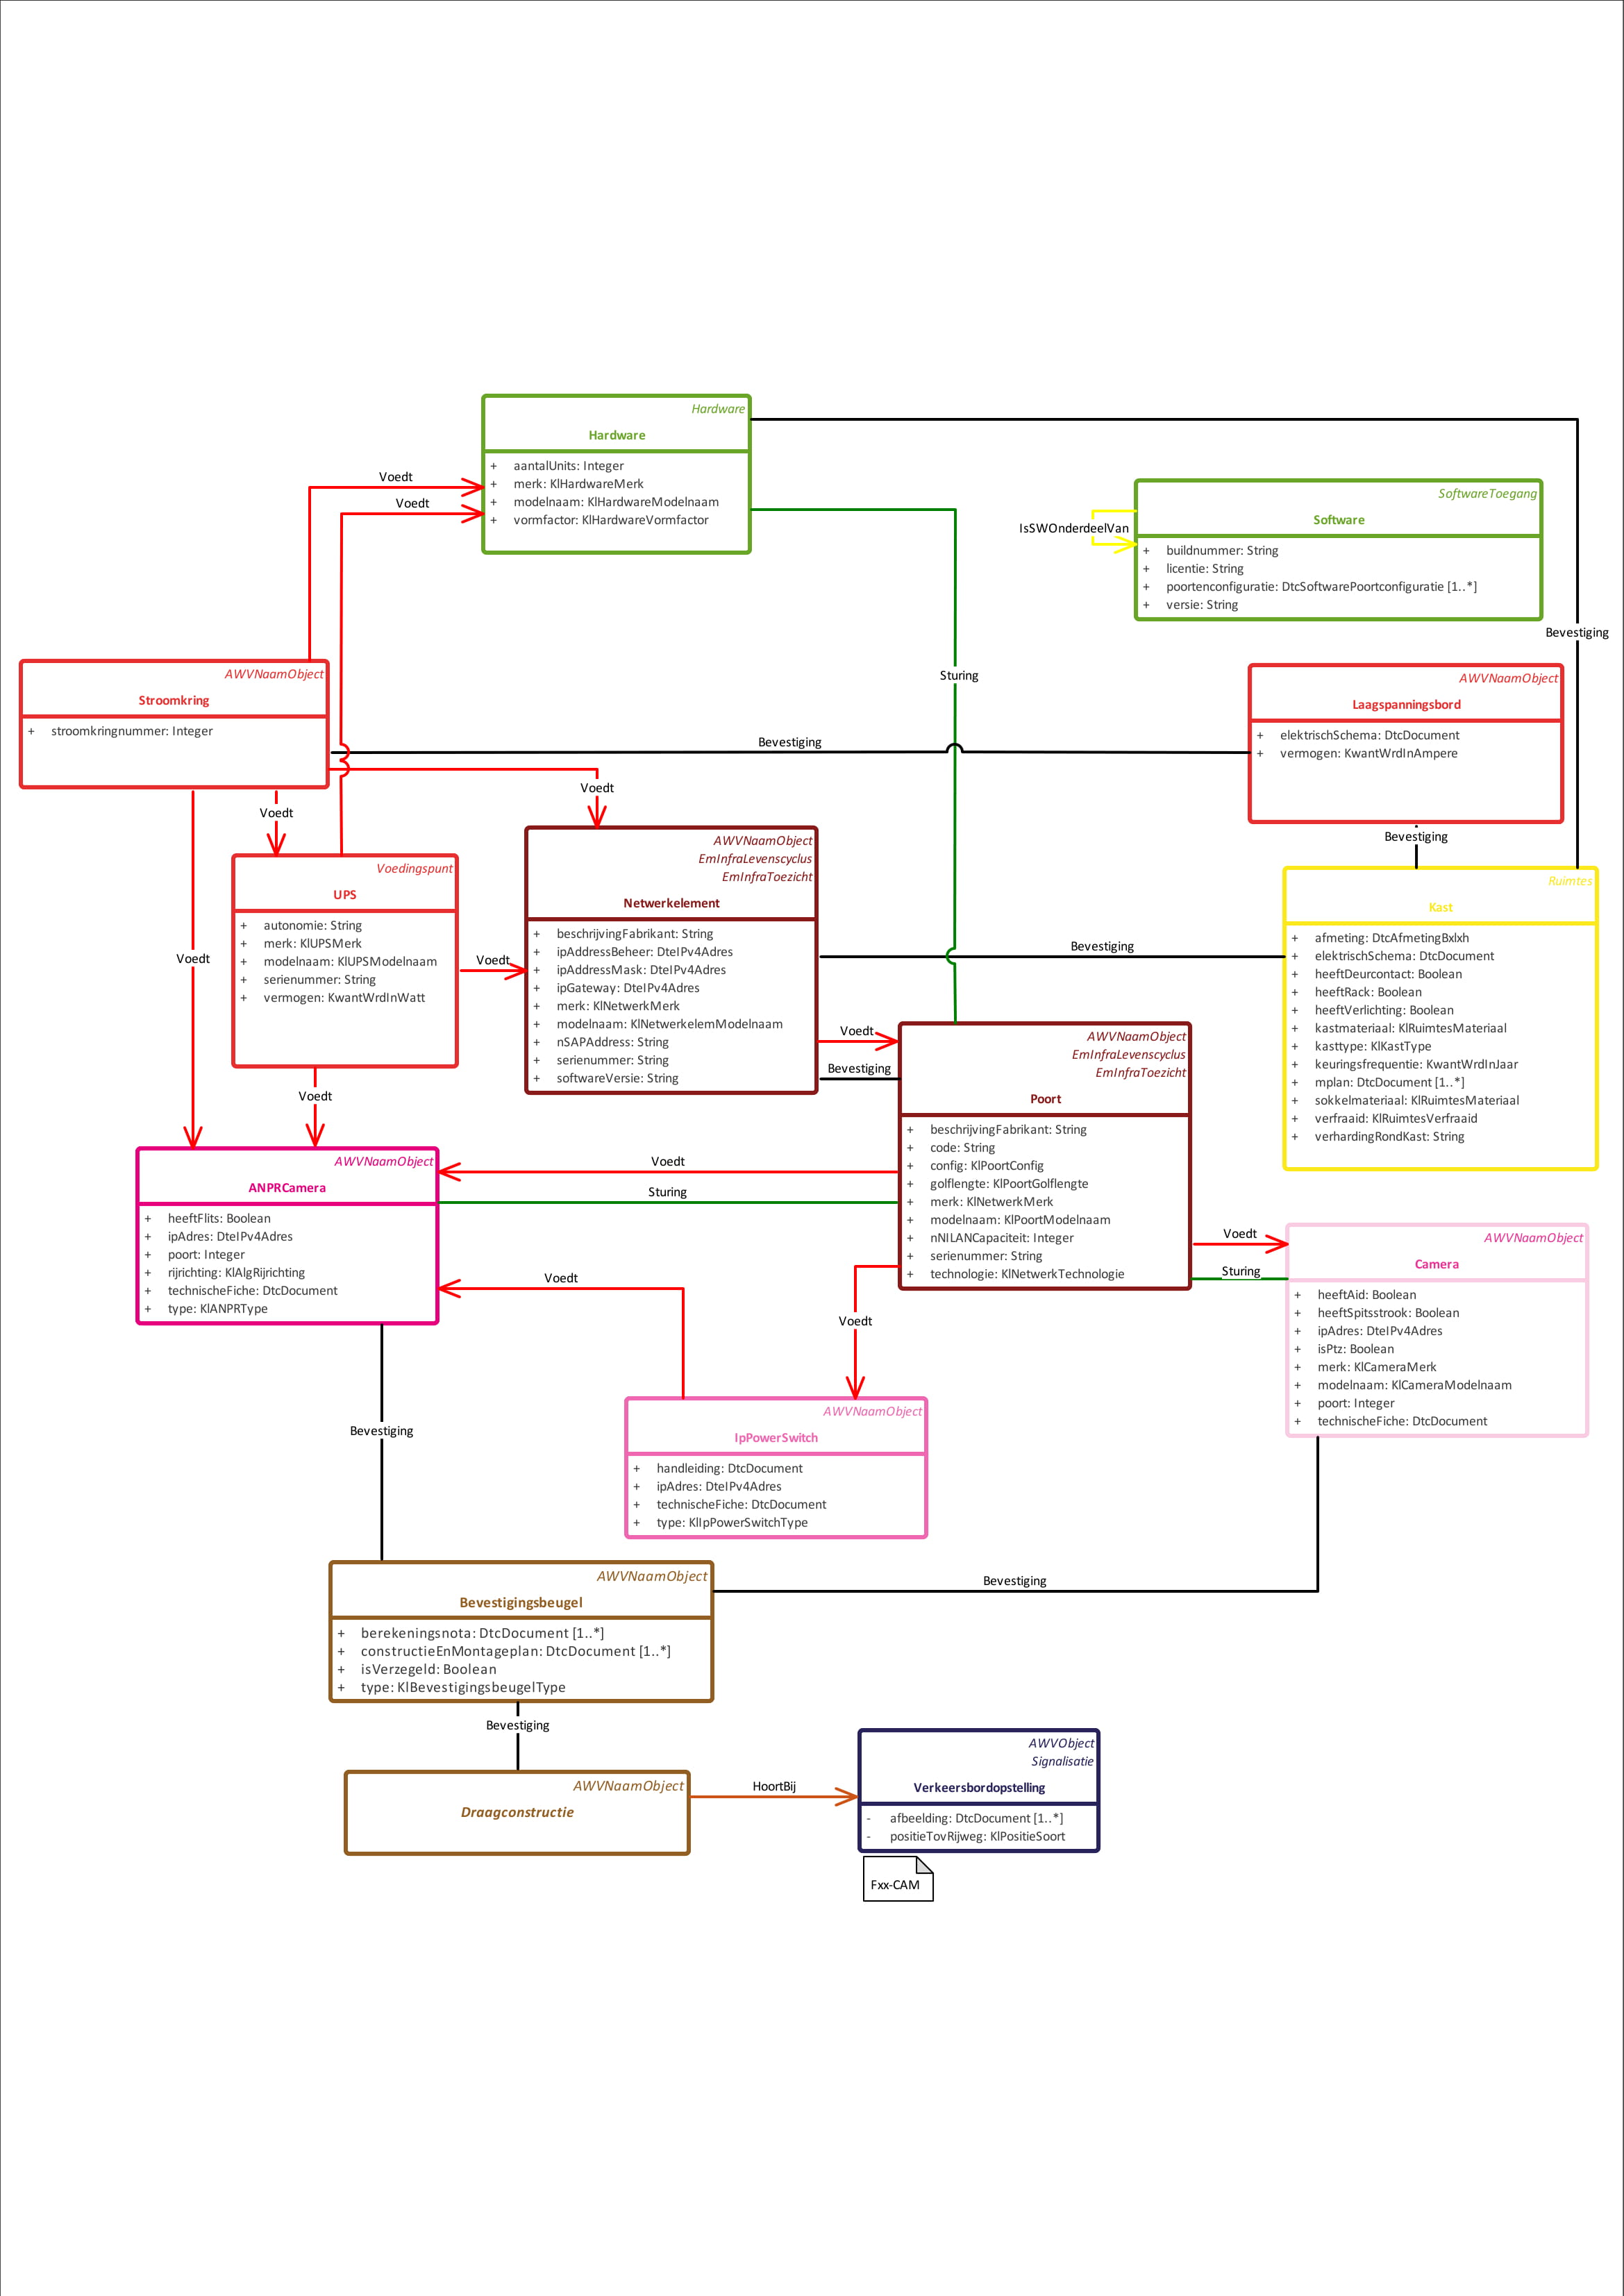 Hardware
Hardware
+ aantalUnits: Integer
+ merk: KlHardwareMerk
+ modelnaam: KlHardwareModelnaam
+ vormfactor: KlHardwareVormfactor
Voedt
Voedt
SoftwareToegang
Software
+ buildnummer: String
+ licentie: String
+ poortenconfiguratie: DtcSoftwarePoortconfiguratie [1..*]
+ versie: String
IsSWOnderdeelVan
Bevestiging
Sturing
AWVNaamObject
Stroomkring
+ stroomkringnummer: Integer
AWVNaamObject
Laagspanningsbord
+ elektrischSchema: DtcDocument
+ vermogen: KwantWrdInAmpere
Bevestiging
Voedt
Voedt
Bevestiging
Voedingspunt
UPS
+ autonomie: String
+ merk: KlUPSMerk
+ modelnaam: KlUPSModelnaam
+ serienummer: String
+ vermogen: KwantWrdInWatt
AWVNaamObject
EmInfraLevenscyclus
EmInfraToezicht
Netwerkelement
+ beschrijvingFabrikant: String
+ ipAddressBeheer: DteIPv4Adres
+ ipAddressMask: DteIPv4Adres
+ ipGateway: DteIPv4Adres
+ merk: KlNetwerkMerk
+ modelnaam: KlNetwerkelemModelnaam
+ nSAPAddress: String
+ serienummer: String
+ softwareVersie: String
Ruimtes
Kast
+ afmeting: DtcAfmetingBxlxh
+ elektrischSchema: DtcDocument
+ heeftDeurcontact: Boolean
+ heeftRack: Boolean
+ heeftVerlichting: Boolean
+ kastmateriaal: KlRuimtesMateriaal
+ kasttype: KlKastType
+ keuringsfrequentie: KwantWrdInJaar
+ mplan: DtcDocument [1..*]
+ sokkelmateriaal: KlRuimtesMateriaal
+ verfraaid: KlRuimtesVerfraaid
+ verhardingRondKast: String
Bevestiging
Voedt
Voedt
Voedt
Bevestiging
Voedt
AWVNaamObject
EmInfraLevenscyclus
EmInfraToezicht
Poort
+ beschrijvingFabrikant: String
+ code: String
+ config: KlPoortConfig
+ golflengte: KlPoortGolflengte
+ merk: KlNetwerkMerk
+ modelnaam: KlPoortModelnaam
+ nNILANCapaciteit: Integer
+ serienummer: String
+ technologie: KlNetwerkTechnologie
AWVNaamObject
ANPRCamera
+ heeftFlits: Boolean
+ ipAdres: DteIPv4Adres
+ poort: Integer
+ rijrichting: KlAlgRijrichting
+ technischeFiche: DtcDocument
+ type: KlANPRType
Voedt
Sturing
Voedt
Voedt
Voedt
Sturing
AWVNaamObject
Camera
+ heeftAid: Boolean
+ heeftSpitsstrook: Boolean
+ ipAdres: DteIPv4Adres
+ isPtz: Boolean
+ merk: KlCameraMerk
+ modelnaam: KlCameraModelnaam
+ poort: Integer
+ technischeFiche: DtcDocument
Bevestiging
AWVNaamObject
IpPowerSwitch
+ handleiding: DtcDocument
+ ipAdres: DteIPv4Adres
+ technischeFiche: DtcDocument
+ type: KlIpPowerSwitchType
AWVNaamObject
Bevestigingsbeugel
+ berekeningsnota: DtcDocument [1..*]
+ constructieEnMontageplan: DtcDocument [1..*]
+ isVerzegeld: Boolean
+ type: KlBevestigingsbeugelType
Bevestiging
Bevestiging
AWVNaamObject
Draagconstructie
HoortBij
AWVObject
Signalisatie
Verkeersbordopstelling
- afbeelding: DtcDocument [1..*]
- positieTovRijweg: KlPositieSoort
Fxx-CAM